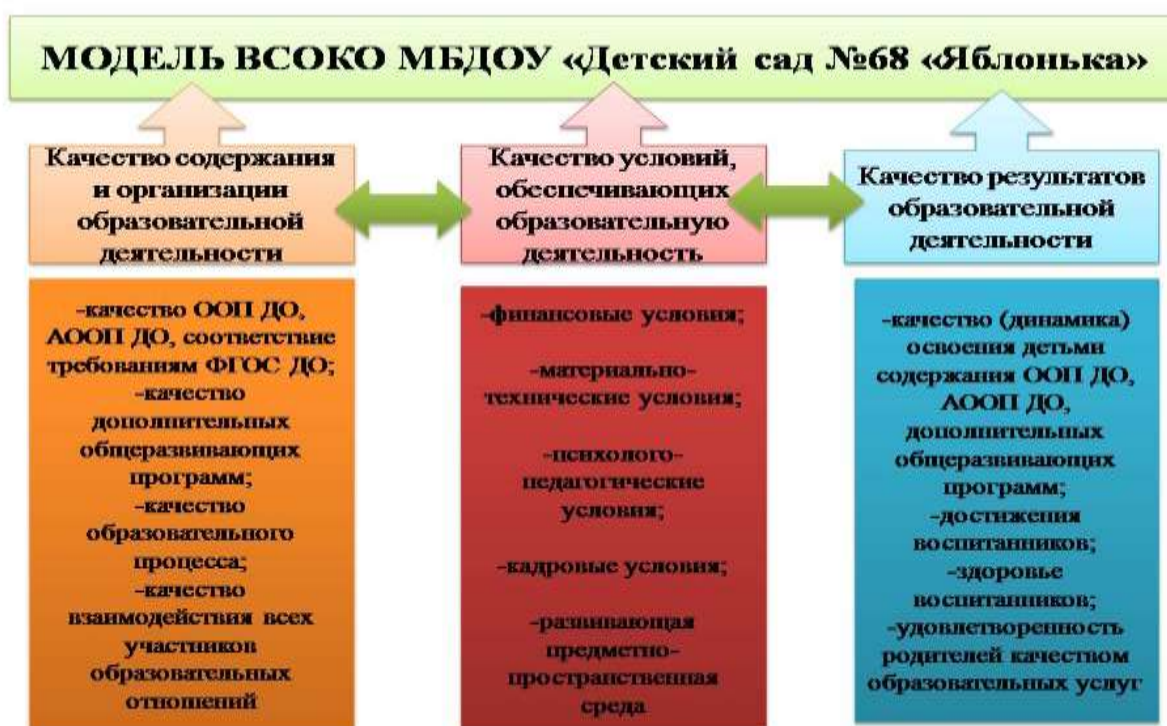 МОДЕЛЬ ВСОКО МБДОУ «Детский сад №68 «Яблонька»
Качество содержания
и организации
образовательной
деятельности
Качество условий,
обеспечивающих
образовательную
деятельность
Качество результатов
образовательной
деятельности
-качество ООП ДО,
АООП ДО, соответствие
требованиям ФГОС ДО;
-качество
дополнительных
общеразвивающих
программ;
-качество
образовательного
процесса;
-качество
взаимодействия всех
участников
образовательных
отношений
-финансовые условия;
-материально-
технические условия;
-психолого-
педагогические
условия;
-кадровые условия;
-развивающая
предметно-
пространственная
среда
-качество (динамика)
освоения детьми
содержания ООП ДО,
АООП ДО,
дополнительных
общеразвивающих
программ;
-достижения
воспитанников;
-здоровье
воспитанников;
-удовлетворенность
родителей качеством
образовательных услуг